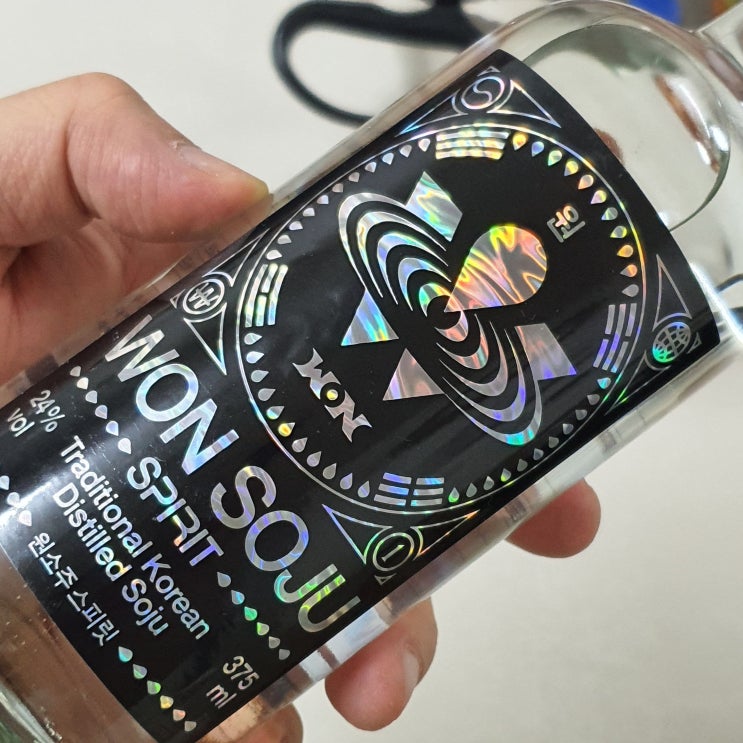 원
WON
₩
1
WON SOJU
SPIRIT
24%
vol
Traditional Korean
Distilled Soju
375
ml
원소주 스피릿